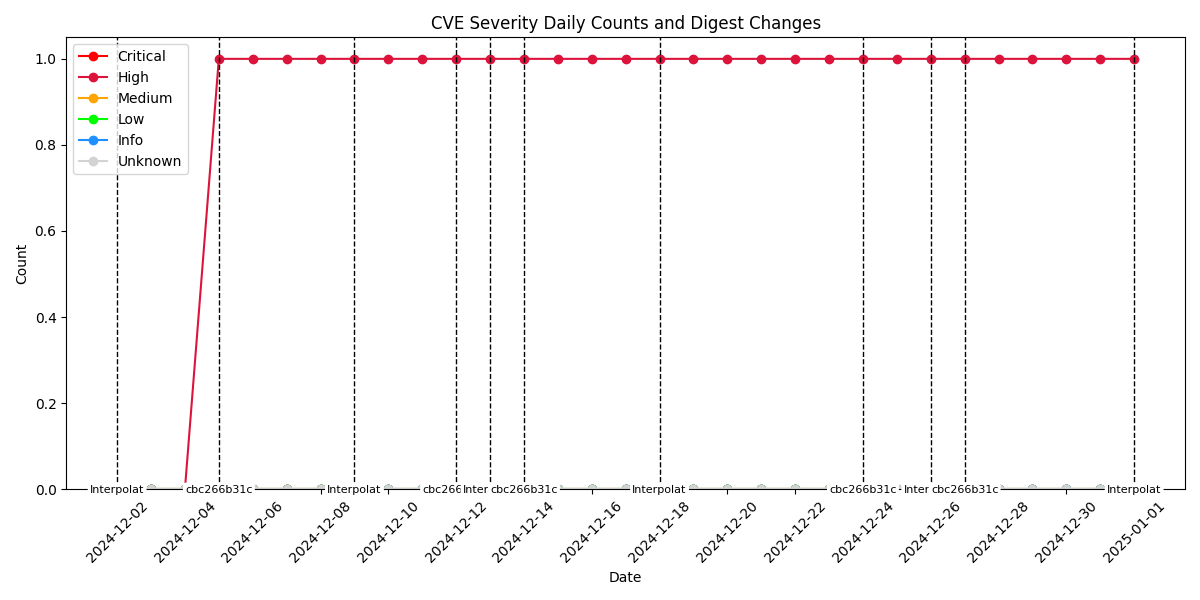 CVE Severity Daily Counts and Digest Changes
Critical
High
Medium
Low
Info
Unknown
1.0
0.8
0.6
0.4
0.2
0.0
Count
Interpolat
cbc266b31c
Interpolat
cbc266
Inter
cbc266b31c
Interpolat
cbc266b31c
Inter
cbc266b31c
Interpolat
2024-12-02
2024-12-04
2024-12-06
2024-12-08
2024-12-10
2024-12-12
2024-12-14
2024-12-16
2024-12-18
2024-12-20
2024-12-22
2024-12-24
2024-12-26
2024-12-28
2024-12-30
2025-01-01
Date